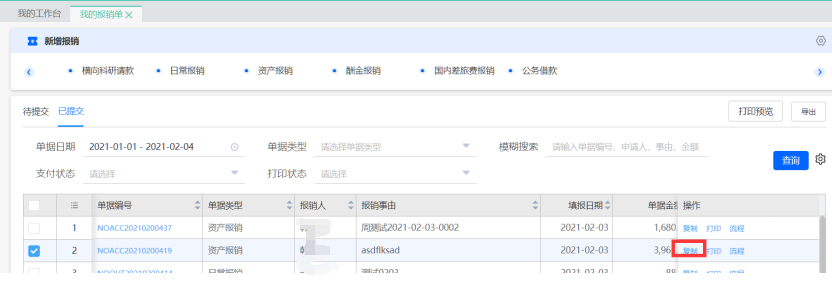 我的工作台 我的报销单 ×
新增报销
横向科研请款 日常报销 资产报销 酬金报销 国内差旅费报销 公务借款
待提交 已提交 打印预览 导出
单据日期 2021-01-01 - 2021-02-04 单据类型 请选择单据类型 模糊搜索 请输入单据编号、申请人、事由、金额
查询
支付状态 请选择 打印状态 请选择
单据编号 单据类型 报销人 报销事由 填报日期 单据金额 操作
1 NOACC20210200437 资产报销 周测试2021-02-03-0002 2021-02-03 1,680. 复制 打印 流程
2 NOACC20210200419 资产报销 asdflksad 2021-02-03 3,96 复制 打印 流程
3 日常报销 测试0203 2021-02-03 复制 打印 流程